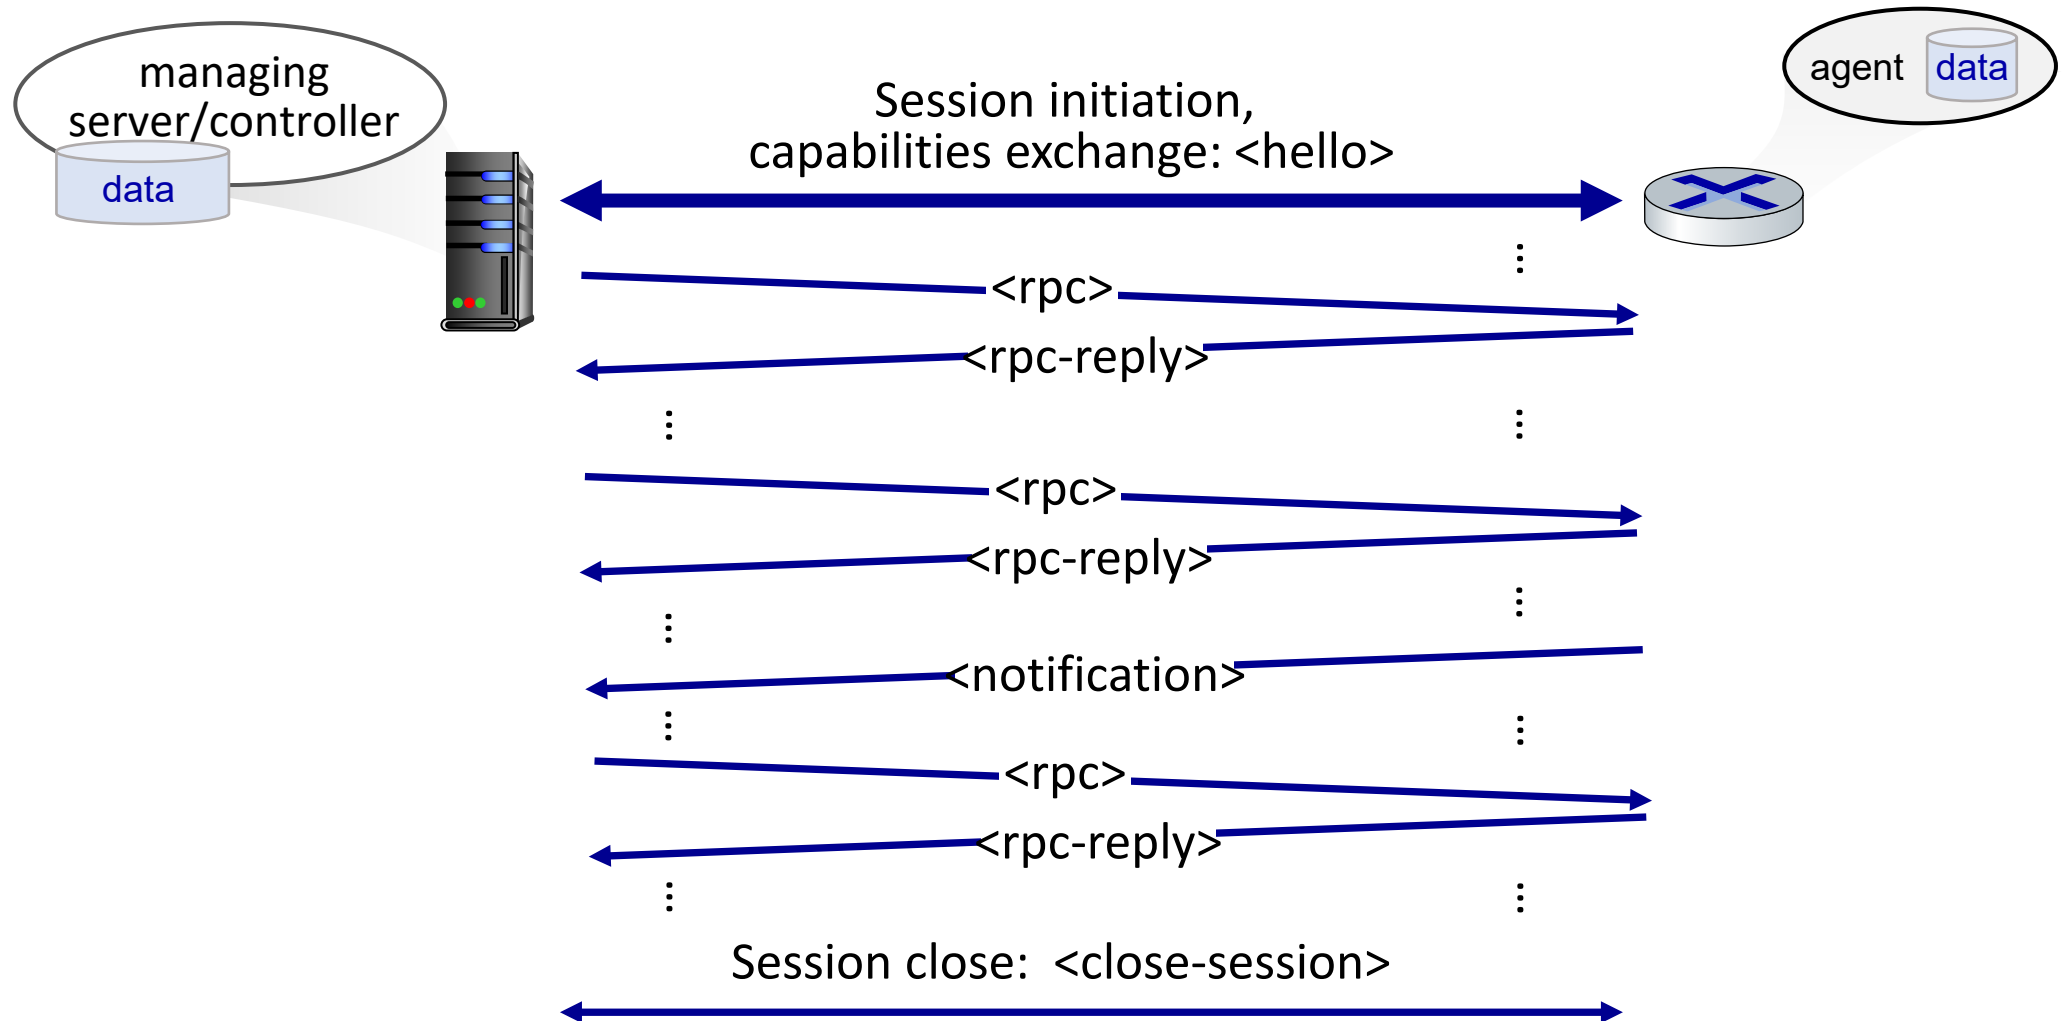 managing
server/controller
data
agent
data
Session initiation,
capabilities exchange: <hello>
<rpc>
<rpc-reply>
<rpc>
<rpc-reply>
<notification>
<rpc>
<rpc-reply>
Session close: <close-session>